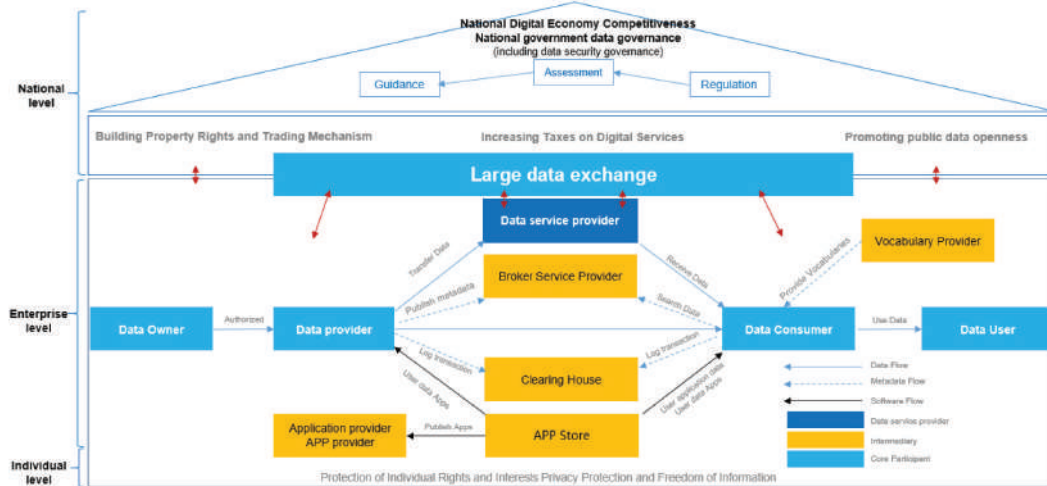 National Digital Economy Competitiveness
National government data governance
(including data security governance)
National
level
Guidance
Assessment
Regulation
Building Property Rights and Trading Mechanism
Increasing Taxes on Digital Services
Promoting public data openness
Large data exchange
Data service provider
Vocabulary Provider
Transfer Data
Receive Data
Provide Vocabularies
Broker Service Provider
Publish metadata
Search Data
Enterprise
level
Data Owner
Authorized
Data provider
Data Consumer
Use Data
Data User
Log transaction
Log transaction
Clearing House
User data Apps
User application data
User data Apps
Data Flow
Metadata Flow
Software Flow
Data service provider
Intermediary
Core Participant
Application provider
APP provider
Publish Apps
APP Store
Individual
level
Protection of Individual Rights and Interests Privacy Protection and Freedom of Information